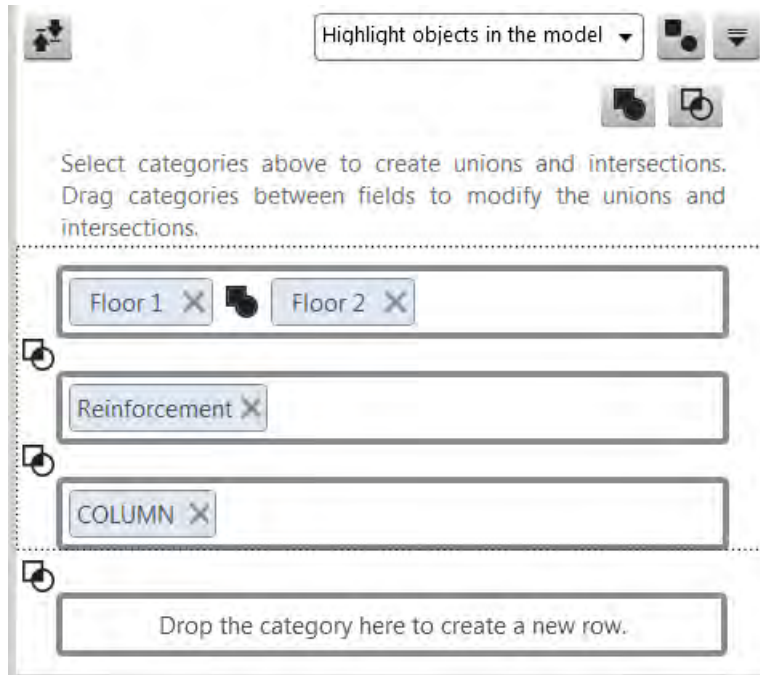 Highlight objects in the model
Select categories above to create unions and intersections.
Drag categories between fields to modify the unions and
intersections.
Floor 1 Floor 2
Reinforcement
COLUMN
Drop the category here to create a new row.